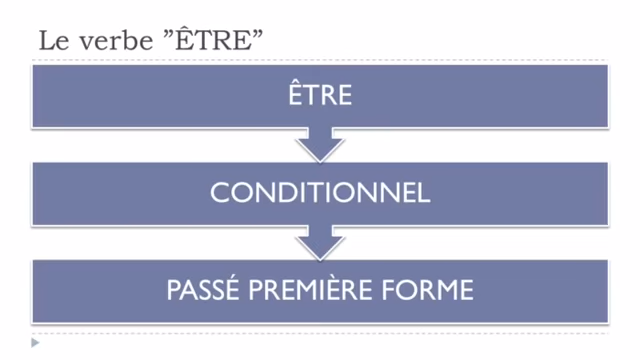 Le verbe ”ÊTRE”
ÊTRE
CONDITIONNEL
PASSÉ PREMIÈRE FORME